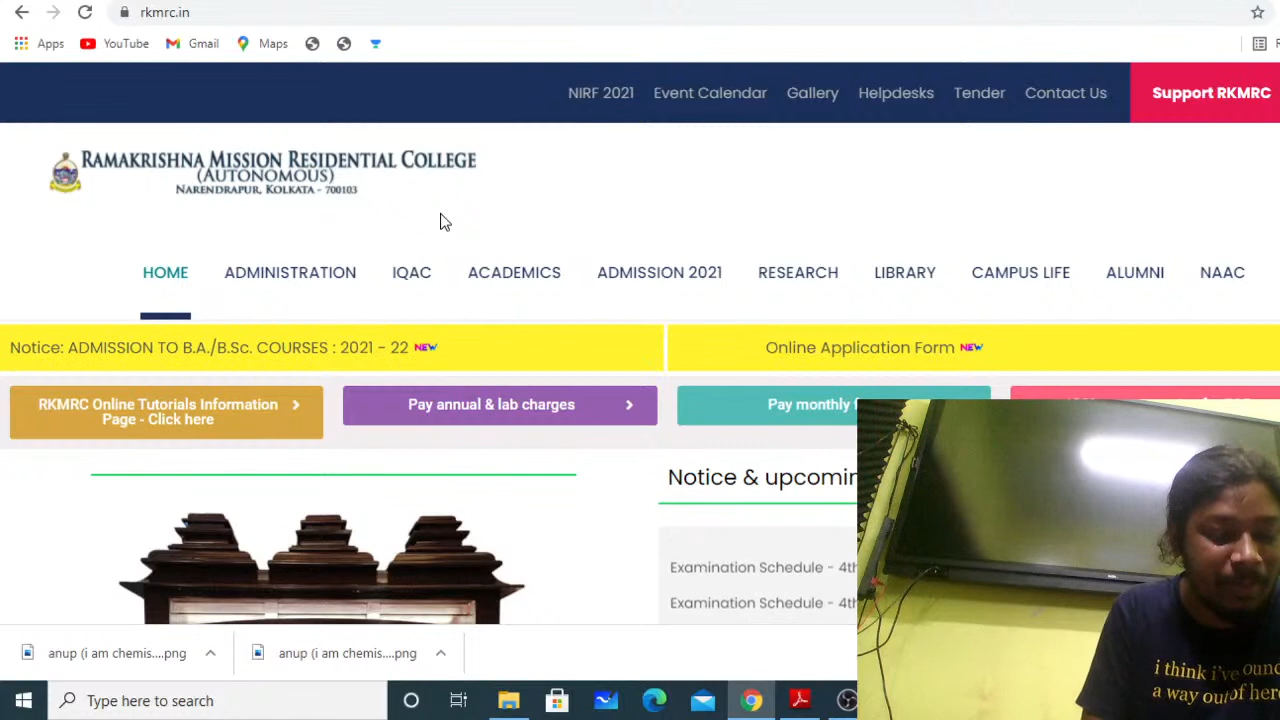 rkmrc.in
Apps YouTube Gmail Maps
NIRF 2021 Event Calendar Gallery Helpdesks Tender Contact Us Support RKMRC
RAMAKRISHNA MISSION RESIDENTIAL COLLEGE
(AUTONOMOUS)
NARENDRAPUR, KOLKATA - 700103
HOME ADMINISTRATION IQAC ACADEMICS ADMISSION 2021 RESEARCH LIBRARY CAMPUS LIFE ALUMNI NAAC
Notice: ADMISSION TO B.A./B.Sc. COURSES : 2021 - 22 NEW
Online Application Form NEW
RKMRC Online Tutorials Information
Page - Click here
Pay annual & lab charges
Pay monthly
Notice & upcomin
Examination Schedule - 4th
Examination Schedule - 4th
anup (i am chemis....png anup (i am chemis....png
Type here to search
i think i've
a way out of here